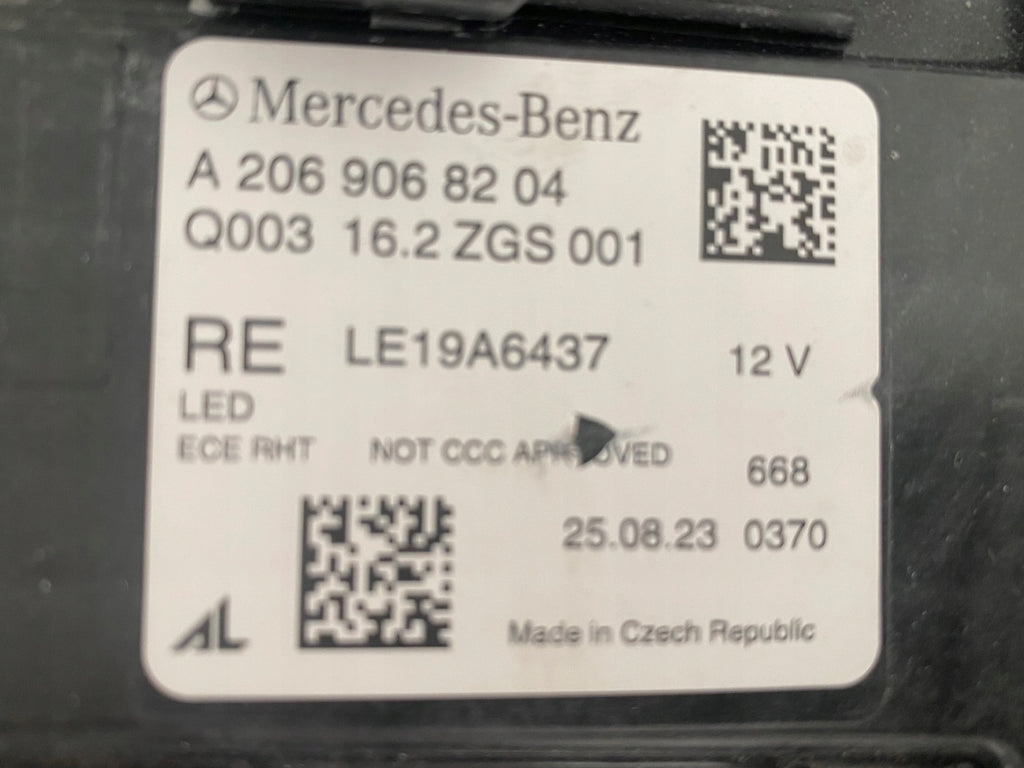 Mercedes-Benz
A 206 906 82 04
Q003 16.2 ZGS 001
RE LE19A6437 12 V
LED
ECE RHT NOT CCC APPROVED
668
25.08.23 0370
AL
Made in Czech Republic